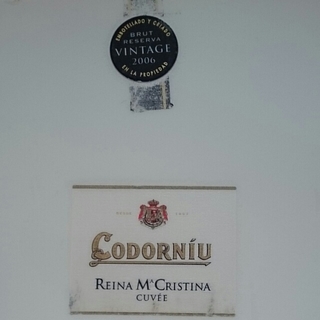 EMBOTELLADO Y CRIADO
BRUT
RESERVA
VINTAGE
2006
EN LA PROPIEDAD
CODORNÍU
REINA Mª CRISTINA
CUVÉE